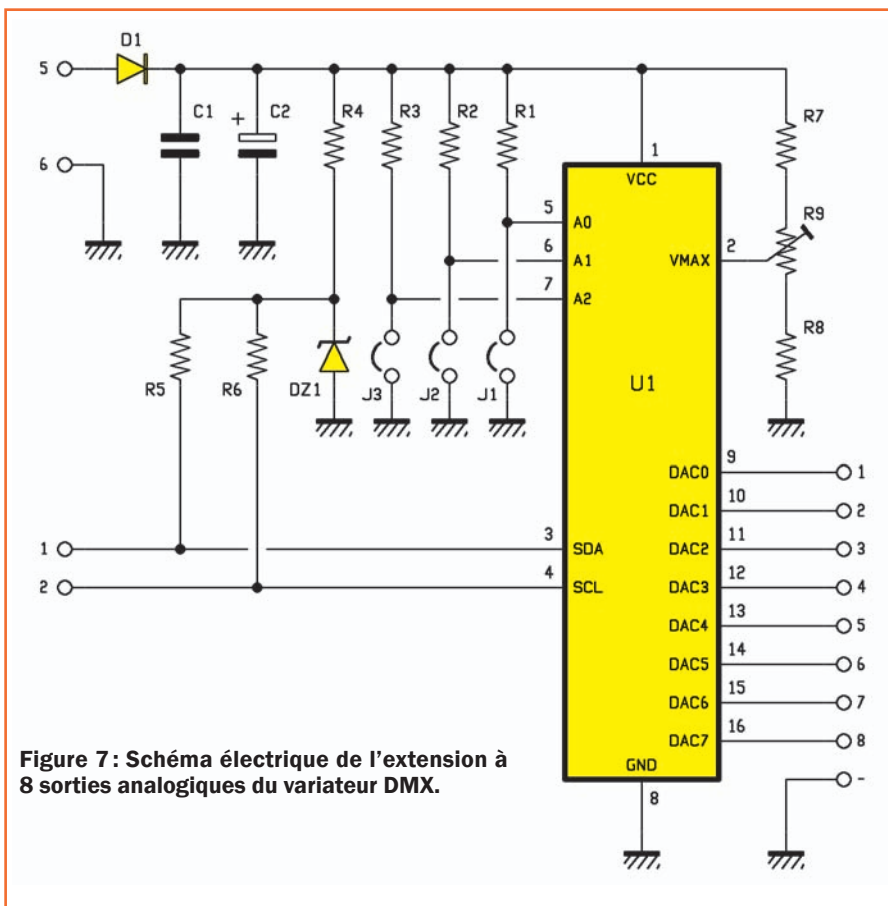 D1
5
C1
+
C2
R4
R3
R2
R1
R7
6
1
VCC
5
A0
6
A1
7
A2
VMAX
2
R9
R8
R5
R6
DZ1
J3
J2
J1
U1
DAC0
9
1
DAC1
10
2
DAC2
11
3
DAC3
12
4
DAC4
13
5
DAC5
14
6
DAC6
15
7
DAC7
16
8
1
3
SDA
2
4
SCL
GND
8
-
Figure 7: Schéma électrique de l'extension à
8 sorties analogiques du variateur DMX.